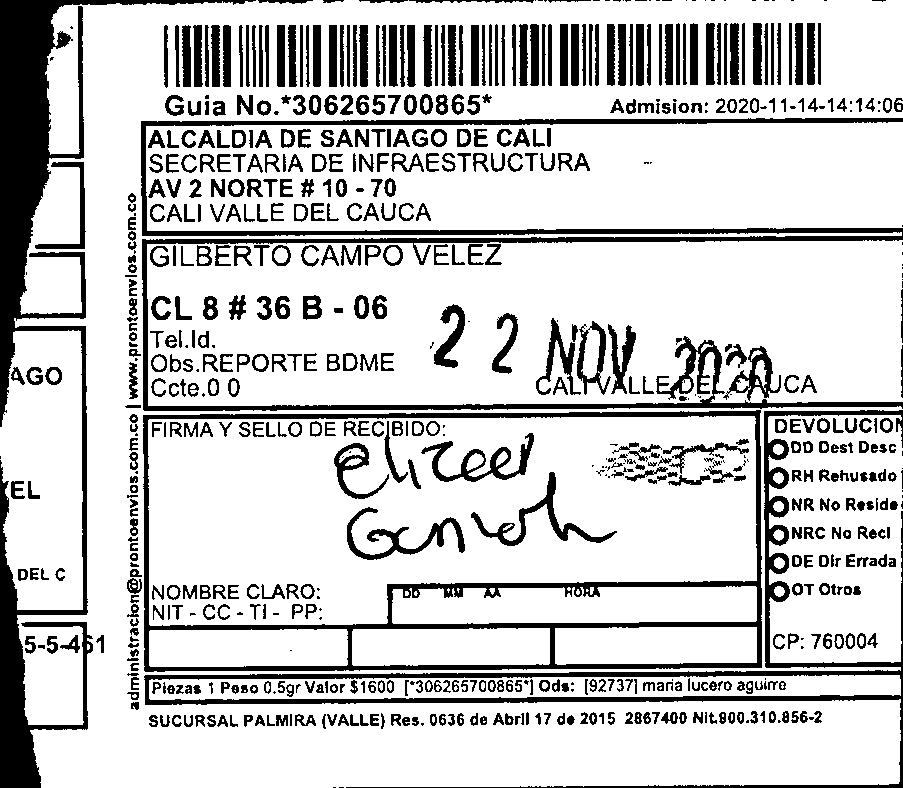 Guia No.*306265700865*
Admision: 2020-11-14-14:14:06
ALCALDIA DE SANTIAGO DE CALI
SECRETARIA DE INFRAESTRUCTURA
AV 2 NORTE # 10 - 70
CALI VALLE DEL CAUCA
GILBERTO CAMPO VELEZ
CL 8 # 36 B - 06
Tel.Id.
Obs.REPORTE BDME
Ccte.0 0
22 NOV 2020
CALI VALLE DEL CAUCA
administracion@prontoenvios.com.co | www.prontoenvios.com.co
FIRMA Y SELLO DE RECIBIDO:
NOMBRE CLARO:
NIT - CC - TI - PP:
DD MM AA HORA
DEVOLUCION
DD Dest Desc
RH Rehusado
NR No Reside
NRC No Recl
DE Dir Errada
OT Otros
CP: 760004
Piezas 1 Peso 0.5gr Valor $1600 [*306265700865*] Ods: [92737] maria lucero aguirre
SUCURSAL PALMIRA (VALLE) Res. 0636 de Abril 17 de 2015 2867400 Nit.900.310.856-2
AGO
VEL
DEL C
5-5-461